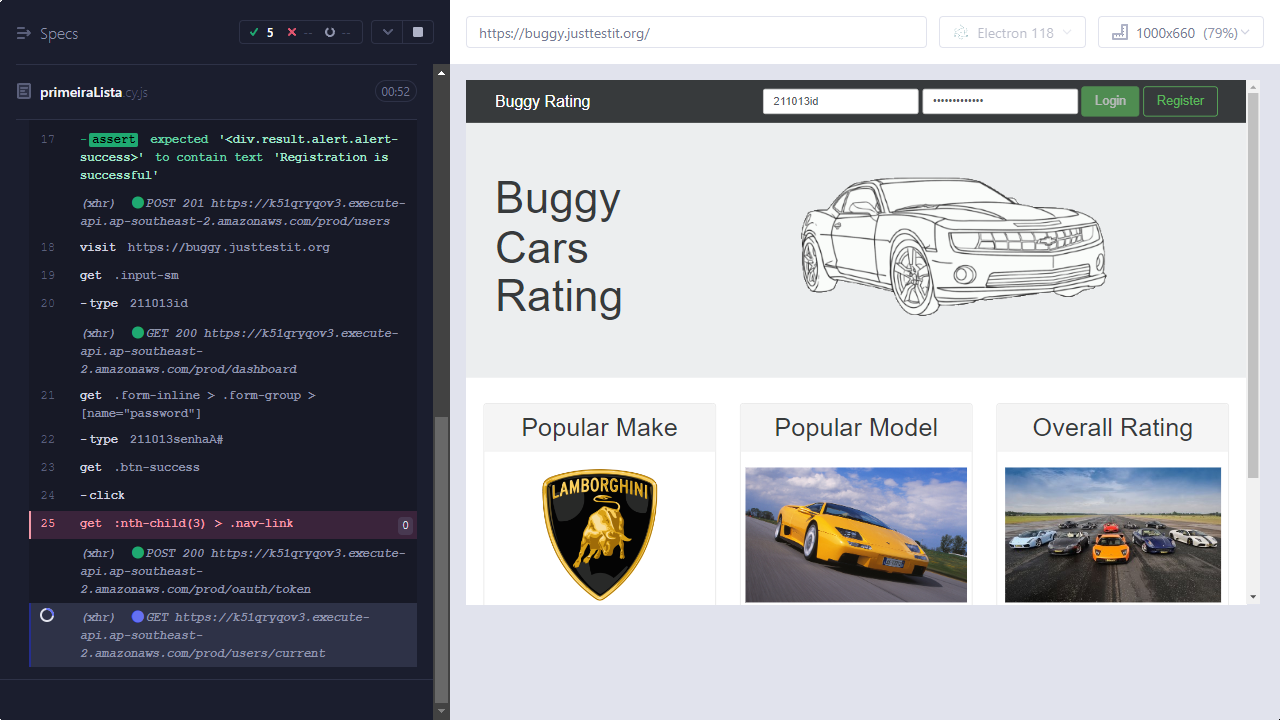 Specs
5
--
--
primeiraLista.cy.js
00:52
17 -assert expected '<div.result.alert.alert-
success>' to contain text 'Registration is
successful'
(xhr) POST 201 https://k51qryqov3.execute-
api.ap-southeast-2.amazonaws.com/prod/users
18 visit https://buggy.justtestit.org
19 get .input-sm
20 -type 211013id
(xhr) GET 200 https://k51qryqov3.execute-
api.ap-southeast-
2.amazonaws.com/prod/dashboard
21 get .form-inline > .form-group >
[name="password"]
22 -type 211013senhaA#
23 get .btn-success
24 -click
25 get :nth-child(3) > .nav-link 0
(xhr) POST 200 https://k51qryqov3.execute-
api.ap-southeast-
2.amazonaws.com/prod/oauth/token
(xhr) GET https://k51qryqov3.execute-
api.ap-southeast-
2.amazonaws.com/prod/users/current
https://buggy.justtestit.org/
Electron 118
1000x660 (79%)
Buggy Rating
211013id
•••••••••••••
Login
Register
Buggy
Cars
Rating
Popular Make
Popular Model
Overall Rating
LAMBORGHINI